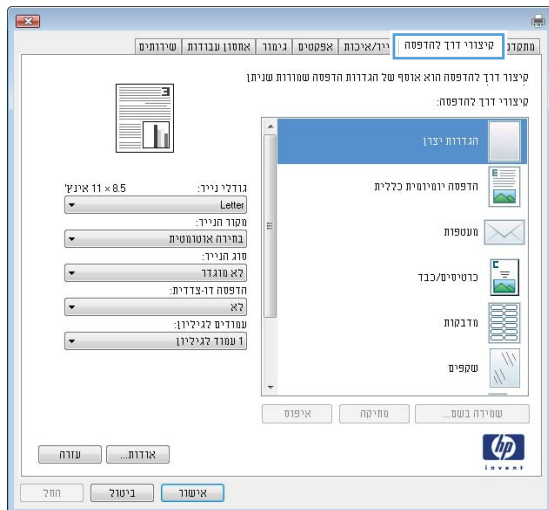 מתקדם קיצורי דרך להדפסה נייר/איכות אפקטים גימור אחסון עבודות שירותים
קיצור דרך להדפסה הוא אוסף של הגדרות הדפסה שמורות שניתן
קיצורי דרך להדפסה:
הגדרות יצרן
הדפסה יומיומית כללית
מעטפות
כרטיסים/כבד
מדבקות
שקפים
גודלי נייר: 8.5 × 11 אינץ'
Letter
מקור הנייר:
בחירה אוטומטית
סוג הנייר:
לא מוגדר
הדפסה דו-צדדית:
לא
עמודים לגיליון:
1 עמוד לגיליון
שמירה בשם... מחיקה איפוס
hp
invent
אודות... עזרה
אישור ביטול החל